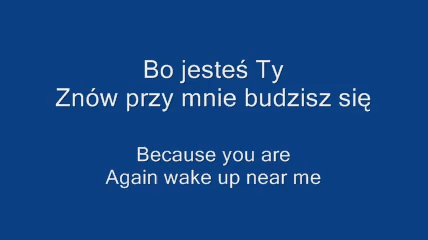 Bo jesteś Ty
Znów przy mnie budzisz się
Because you are
Again wake up near me